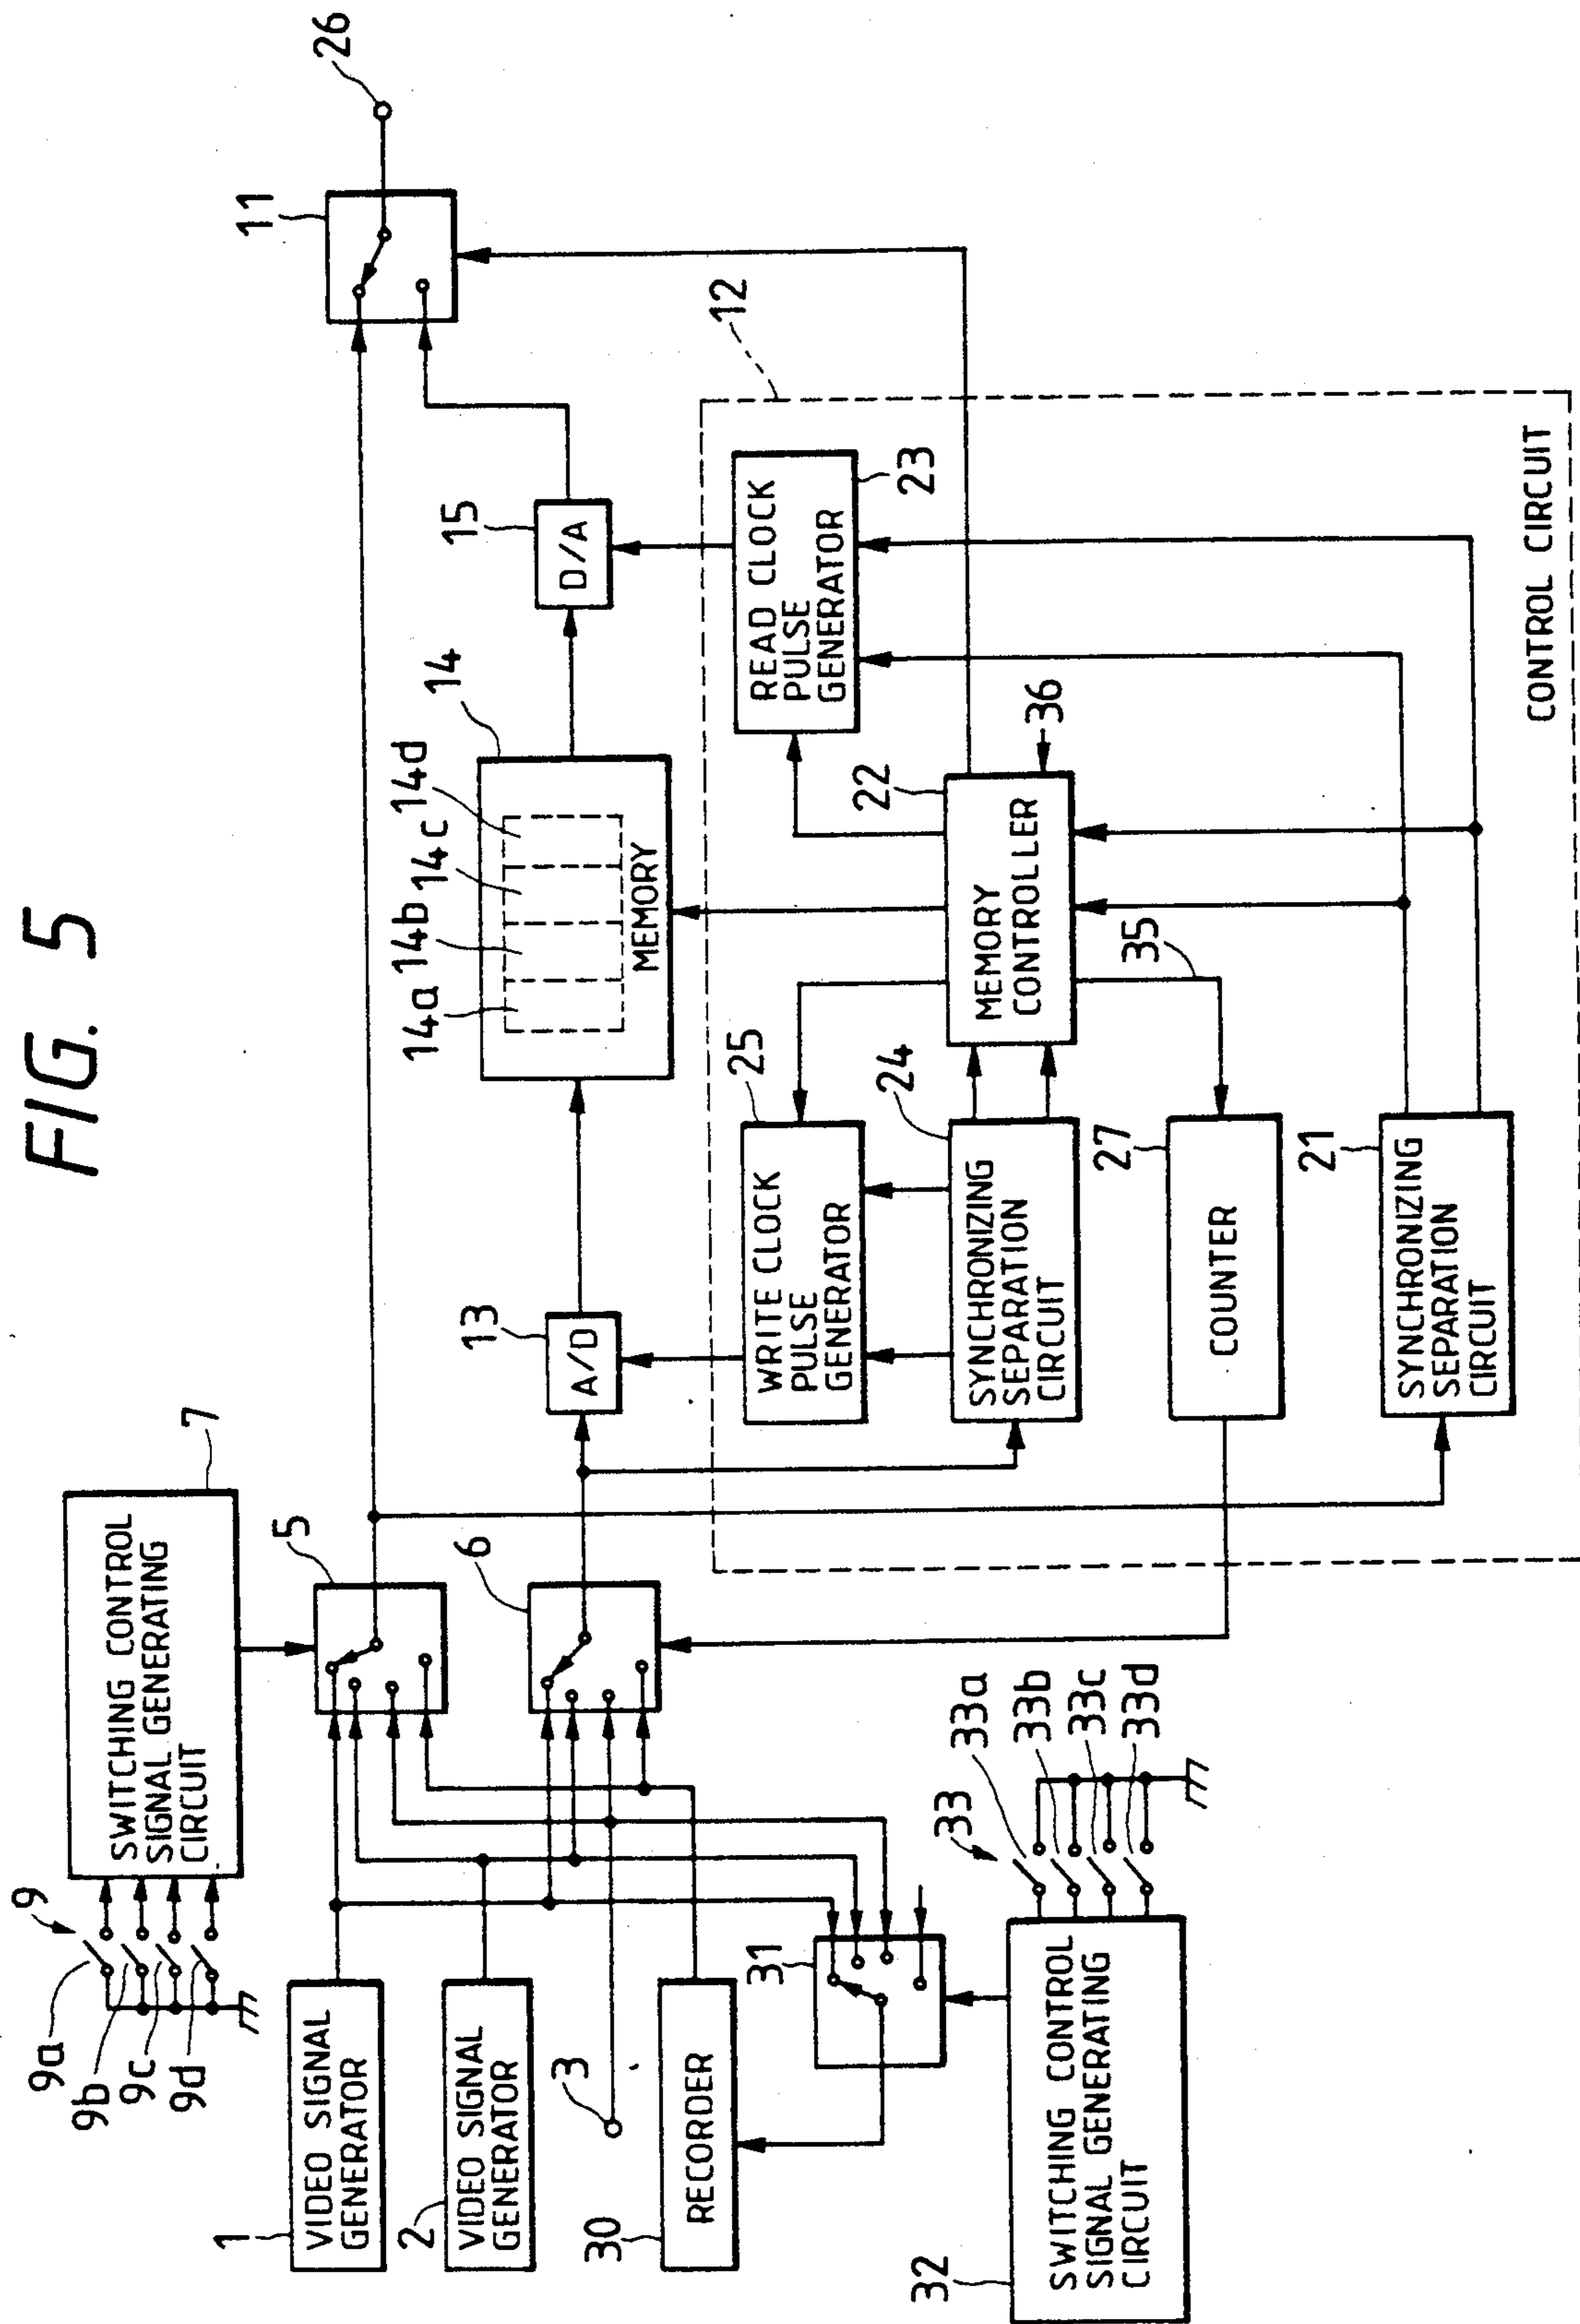 FIG. 5
9
9a
9b
9c
9d
SWITCHING CONTROL
SIGNAL GENERATING
CIRCUIT
7
1
VIDEO SIGNAL
GENERATOR
2
VIDEO SIGNAL
GENERATOR
3
30
RECORDER
5
6
31
32
SWITCHING CONTROL
SIGNAL GENERATING
CIRCUIT
33
33a
33b
33c
33d
13
A/D
14a
14b
14c
14d
14
MEMORY
15
D/A
11
26
12
25
WRITE CLOCK
PULSE
GENERATOR
24
SYNCHRONIZING
SEPARATION
CIRCUIT
27
COUNTER
21
SYNCHRONIZING
SEPARATION
CIRCUIT
22
MEMORY
CONTROLLER
36
35
READ CLOCK
PULSE
GENERATOR
23
CONTROL CIRCUIT